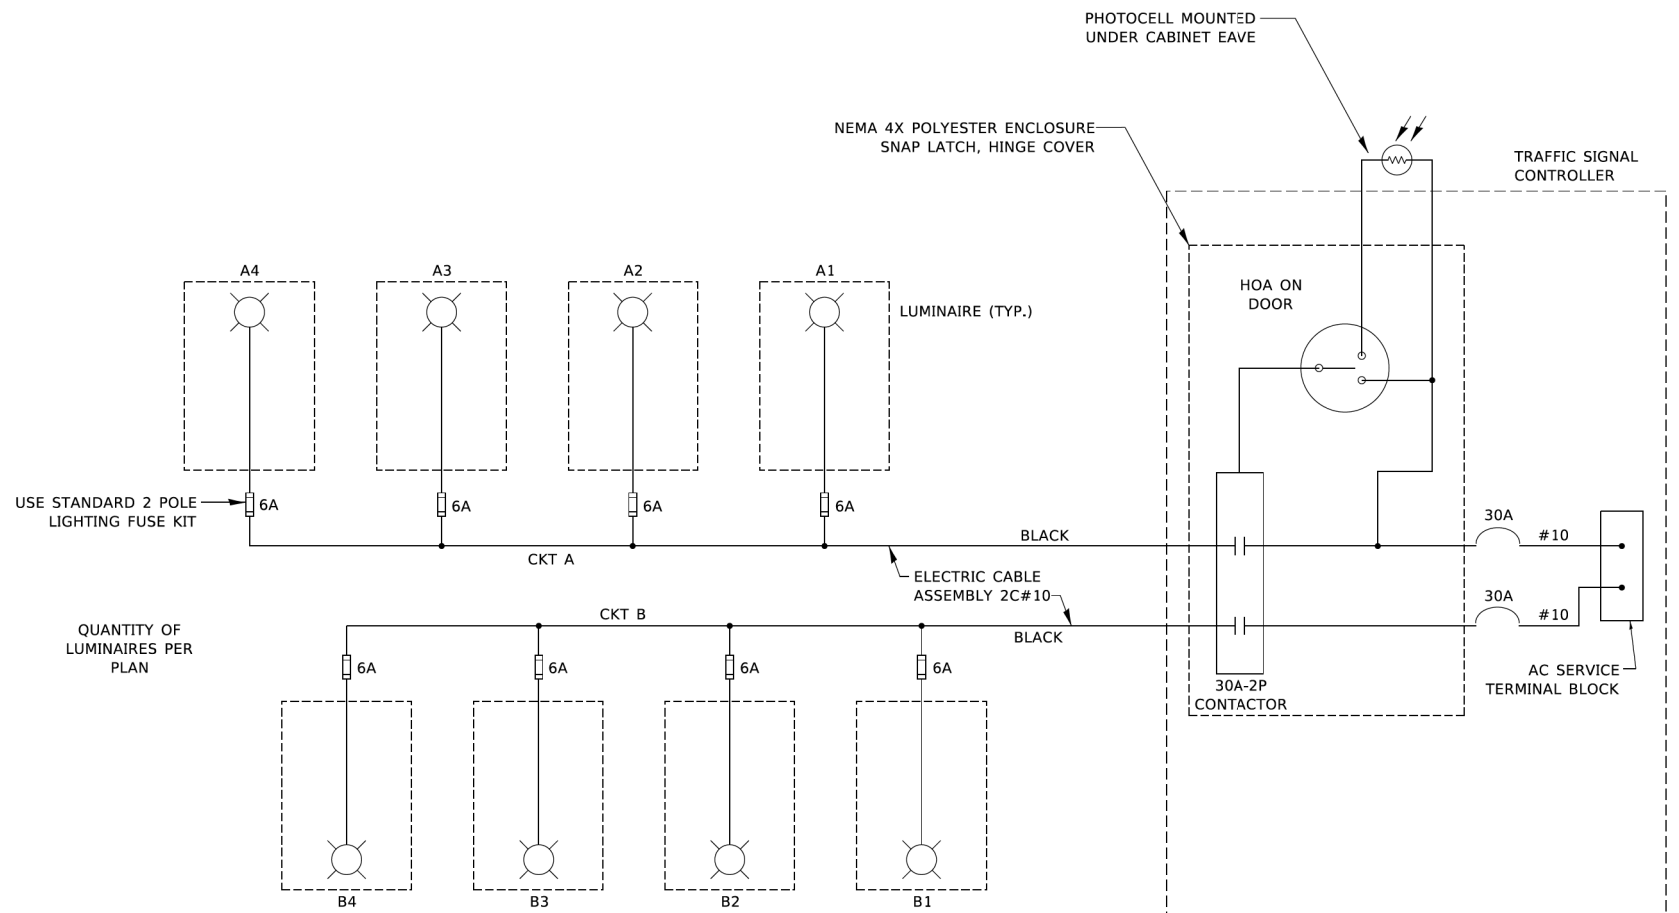 PHOTOCELL MOUNTED
UNDER CABINET EAVE
NEMA 4X POLYESTER ENCLOSURE
SNAP LATCH, HINGE COVER
TRAFFIC SIGNAL
CONTROLLER
A4
A3
A2
A1
HOA ON
DOOR
LUMINAIRE (TYP.)
USE STANDARD 2 POLE
LIGHTING FUSE KIT
6A
6A
6A
6A
30A
BLACK
#10
CKT A
ELECTRIC CABLE
ASSEMBLY 2C#10
30A
CKT B
#10
QUANTITY OF
LUMINAIRES PER
PLAN
BLACK
6A
6A
6A
6A
AC SERVICE
TERMINAL BLOCK
30A-2P
CONTACTOR
B4
B3
B2
B1